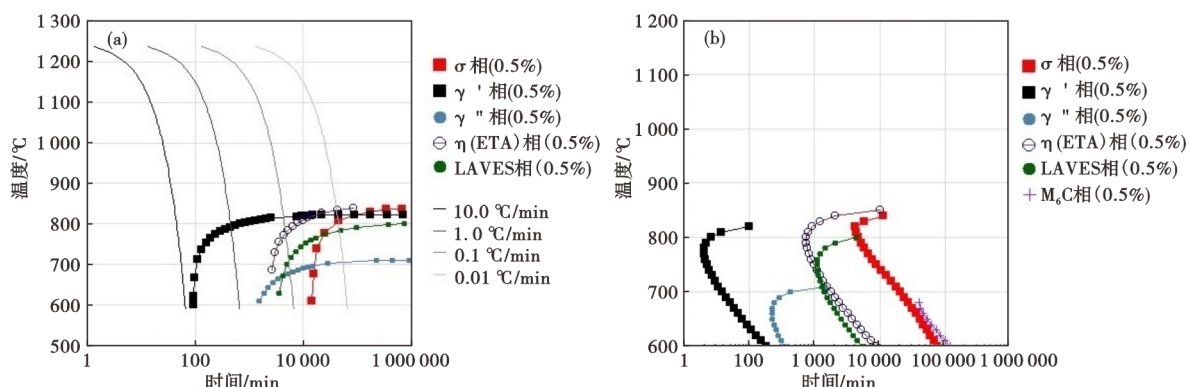 (a)
1 300
1 200
1 100
1 000
900
800
700
600
500
温度/℃
1
100
10 000
1 000 000
时间/min
σ 相(0.5%)
γ ' 相(0.5%)
γ " 相(0.5%)
η(ETA)相(0.5%)
LAVES相(0.5%)
10.0 ℃/min
1.0 ℃/min
0.1 ℃/min
0.01 ℃/min
(b)
1 200
1 100
1 000
900
800
700
600
温度/℃
1
100
1 000
10 000
100 000
1 000 000
时间/min
σ 相(0.5%)
γ ' 相(0.5%)
γ " 相(0.5%)
η(ETA)相(0.5%)
LAVES相(0.5%)
M₆C相(0.5%)